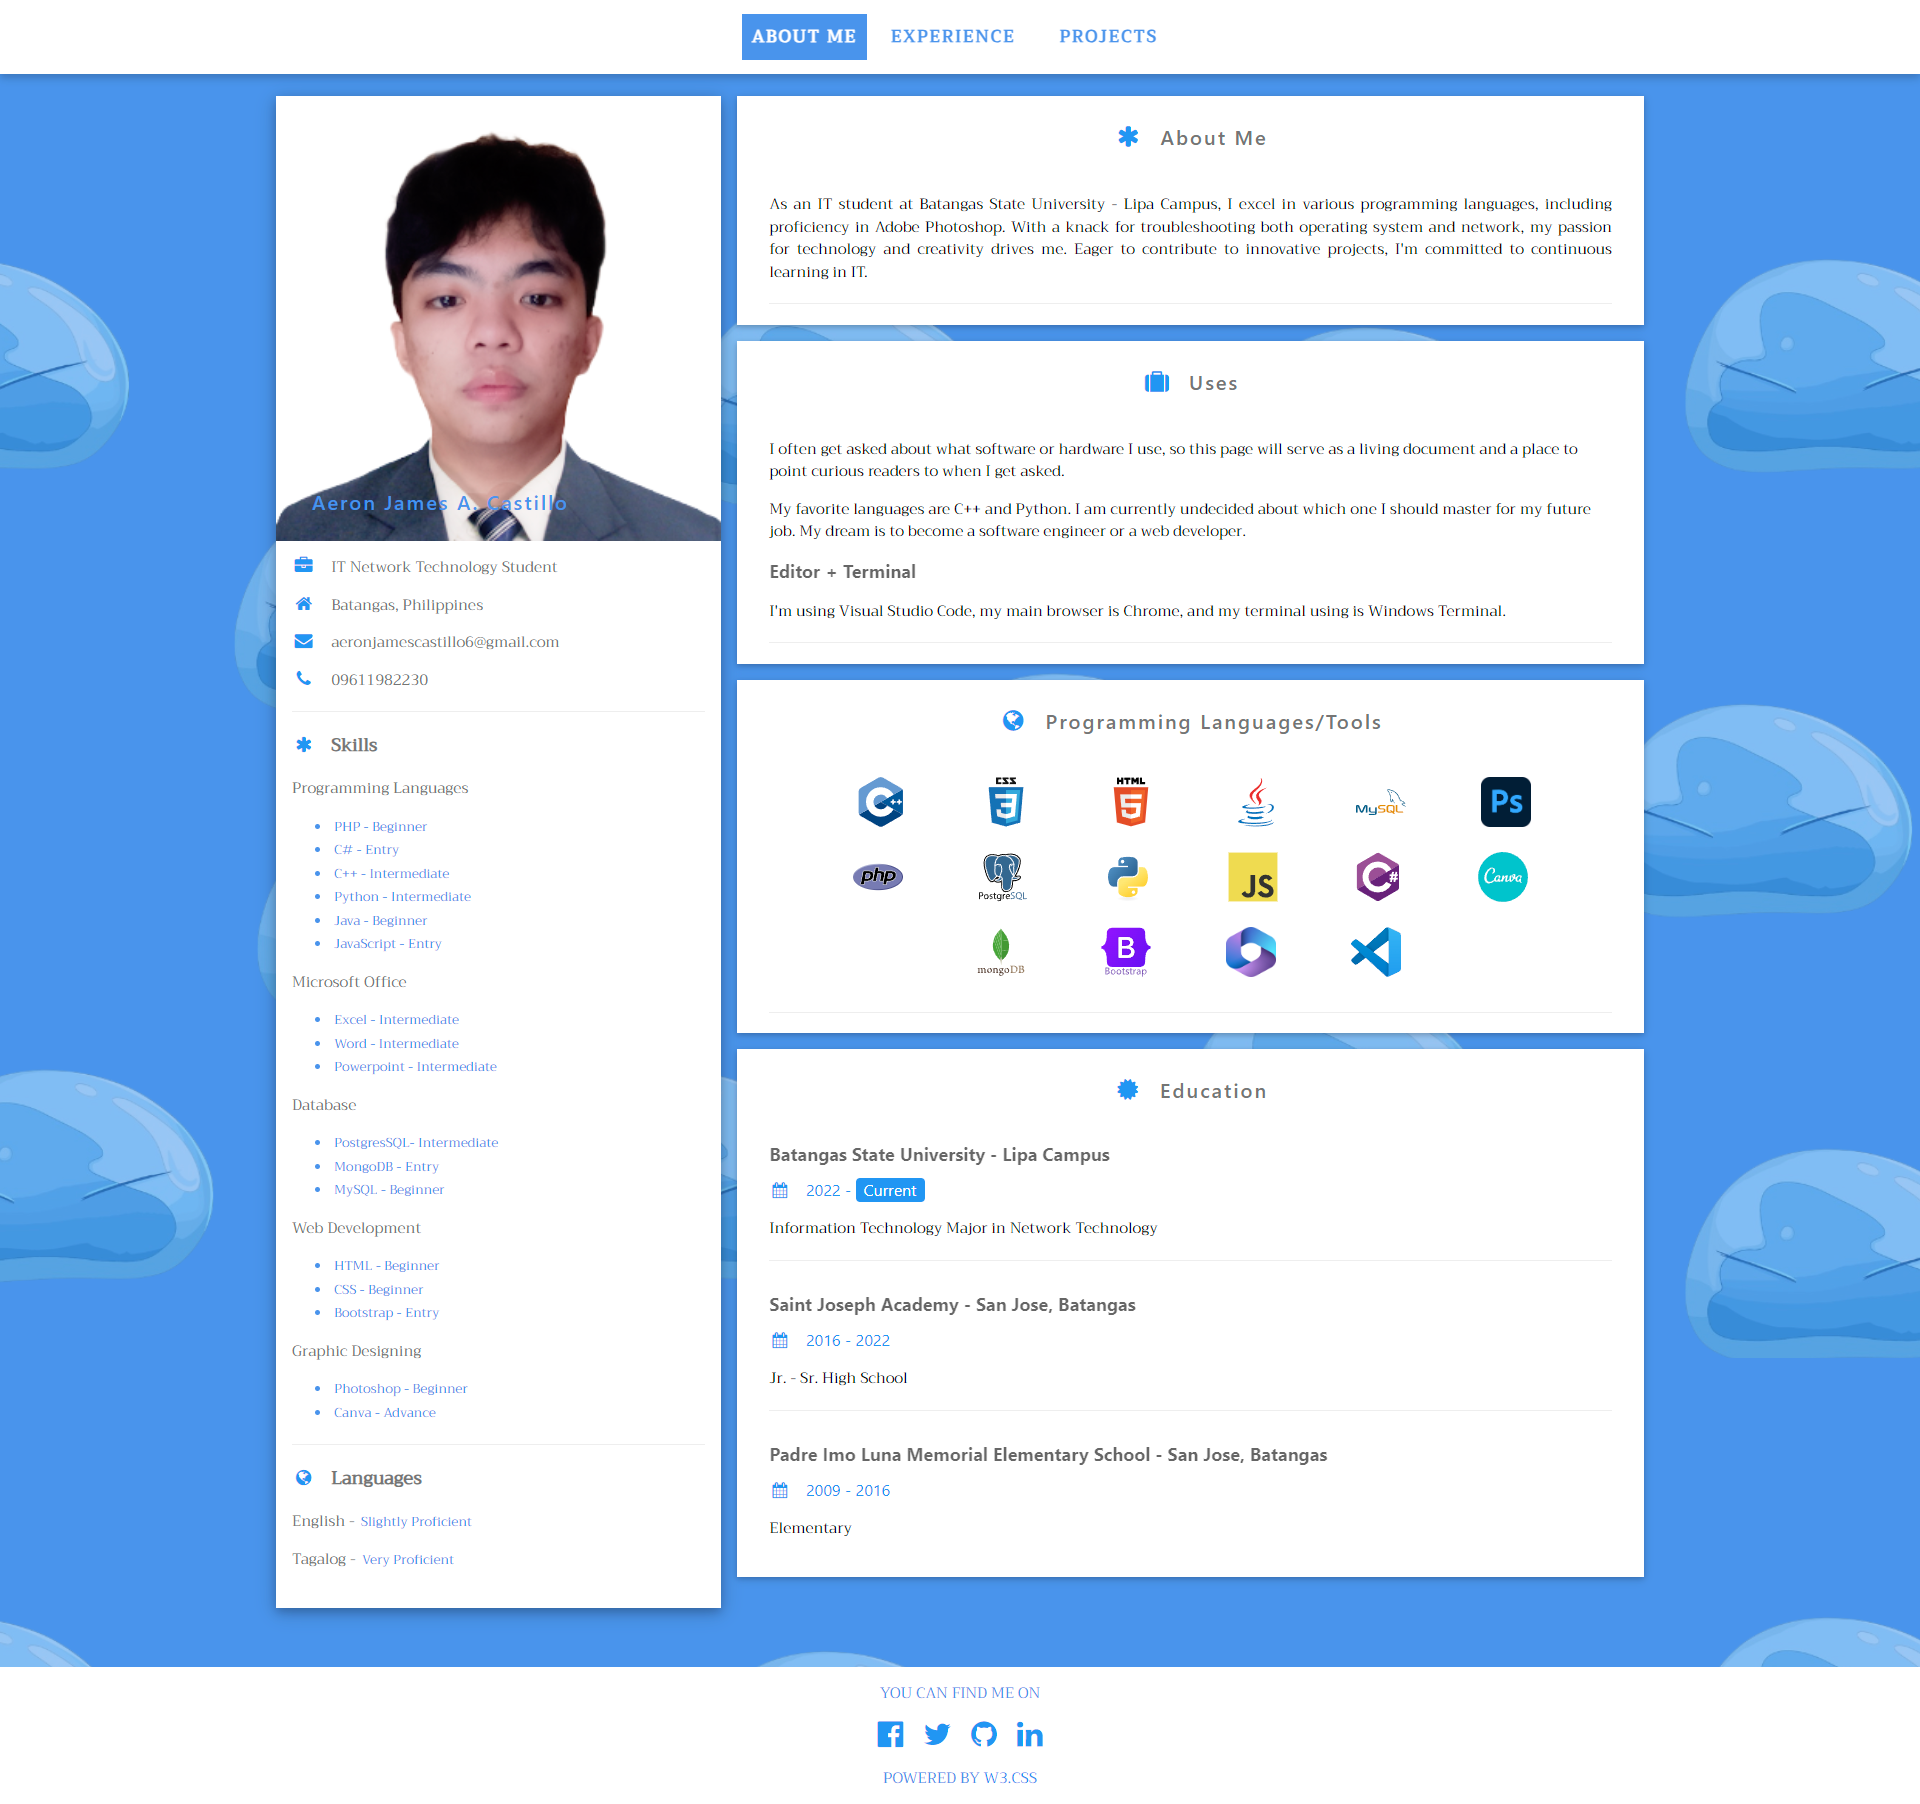 ABOUT ME EXPERIENCE PROJECTS
Aeron James A. Castillo
IT Network Technology Student
Batangas, Philippines
aeronjamescastillo6@gmail.com
09611982230
Skills
Programming Languages
PHP - Beginner
C# - Entry
C++ - Intermediate
Python - Intermediate
Java - Beginner
JavaScript - Entry
Microsoft Office
Excel - Intermediate
Word - Intermediate
Powerpoint - Intermediate
Database
PostgresSQL- Intermediate
MongoDB - Entry
MySQL - Beginner
Web Development
HTML - Beginner
CSS - Beginner
Bootstrap - Entry
Graphic Designing
Photoshop - Beginner
Canva - Advance
Languages
English - Slightly Proficient
Tagalog - Very Proficient
About Me
As an IT student at Batangas State University - Lipa Campus, I excel in various programming languages, including
proficiency in Adobe Photoshop. With a knack for troubleshooting both operating system and network, my passion
for technology and creativity drives me. Eager to contribute to innovative projects, I'm committed to continuous
learning in IT.
Uses
I often get asked about what software or hardware I use, so this page will serve as a living document and a place to
point curious readers to when I get asked.
My favorite languages are C++ and Python. I am currently undecided about which one I should master for my future
job. My dream is to become a software engineer or a web developer.
Editor + Terminal
I'm using Visual Studio Code, my main browser is Chrome, and my terminal using is Windows Terminal.
Programming Languages/Tools
C++ CSS 3 HTML 5 Java MySQL Ps
php PostgreSQL JS C# Canva
mongoDB B Bootstrap
Education
Batangas State University - Lipa Campus
2022 - Current
Information Technology Major in Network Technology
Saint Joseph Academy - San Jose, Batangas
2016 - 2022
Jr. - Sr. High School
Padre Imo Luna Memorial Elementary School - San Jose, Batangas
2009 - 2016
Elementary
YOU CAN FIND ME ON
POWERED BY W3.CSS